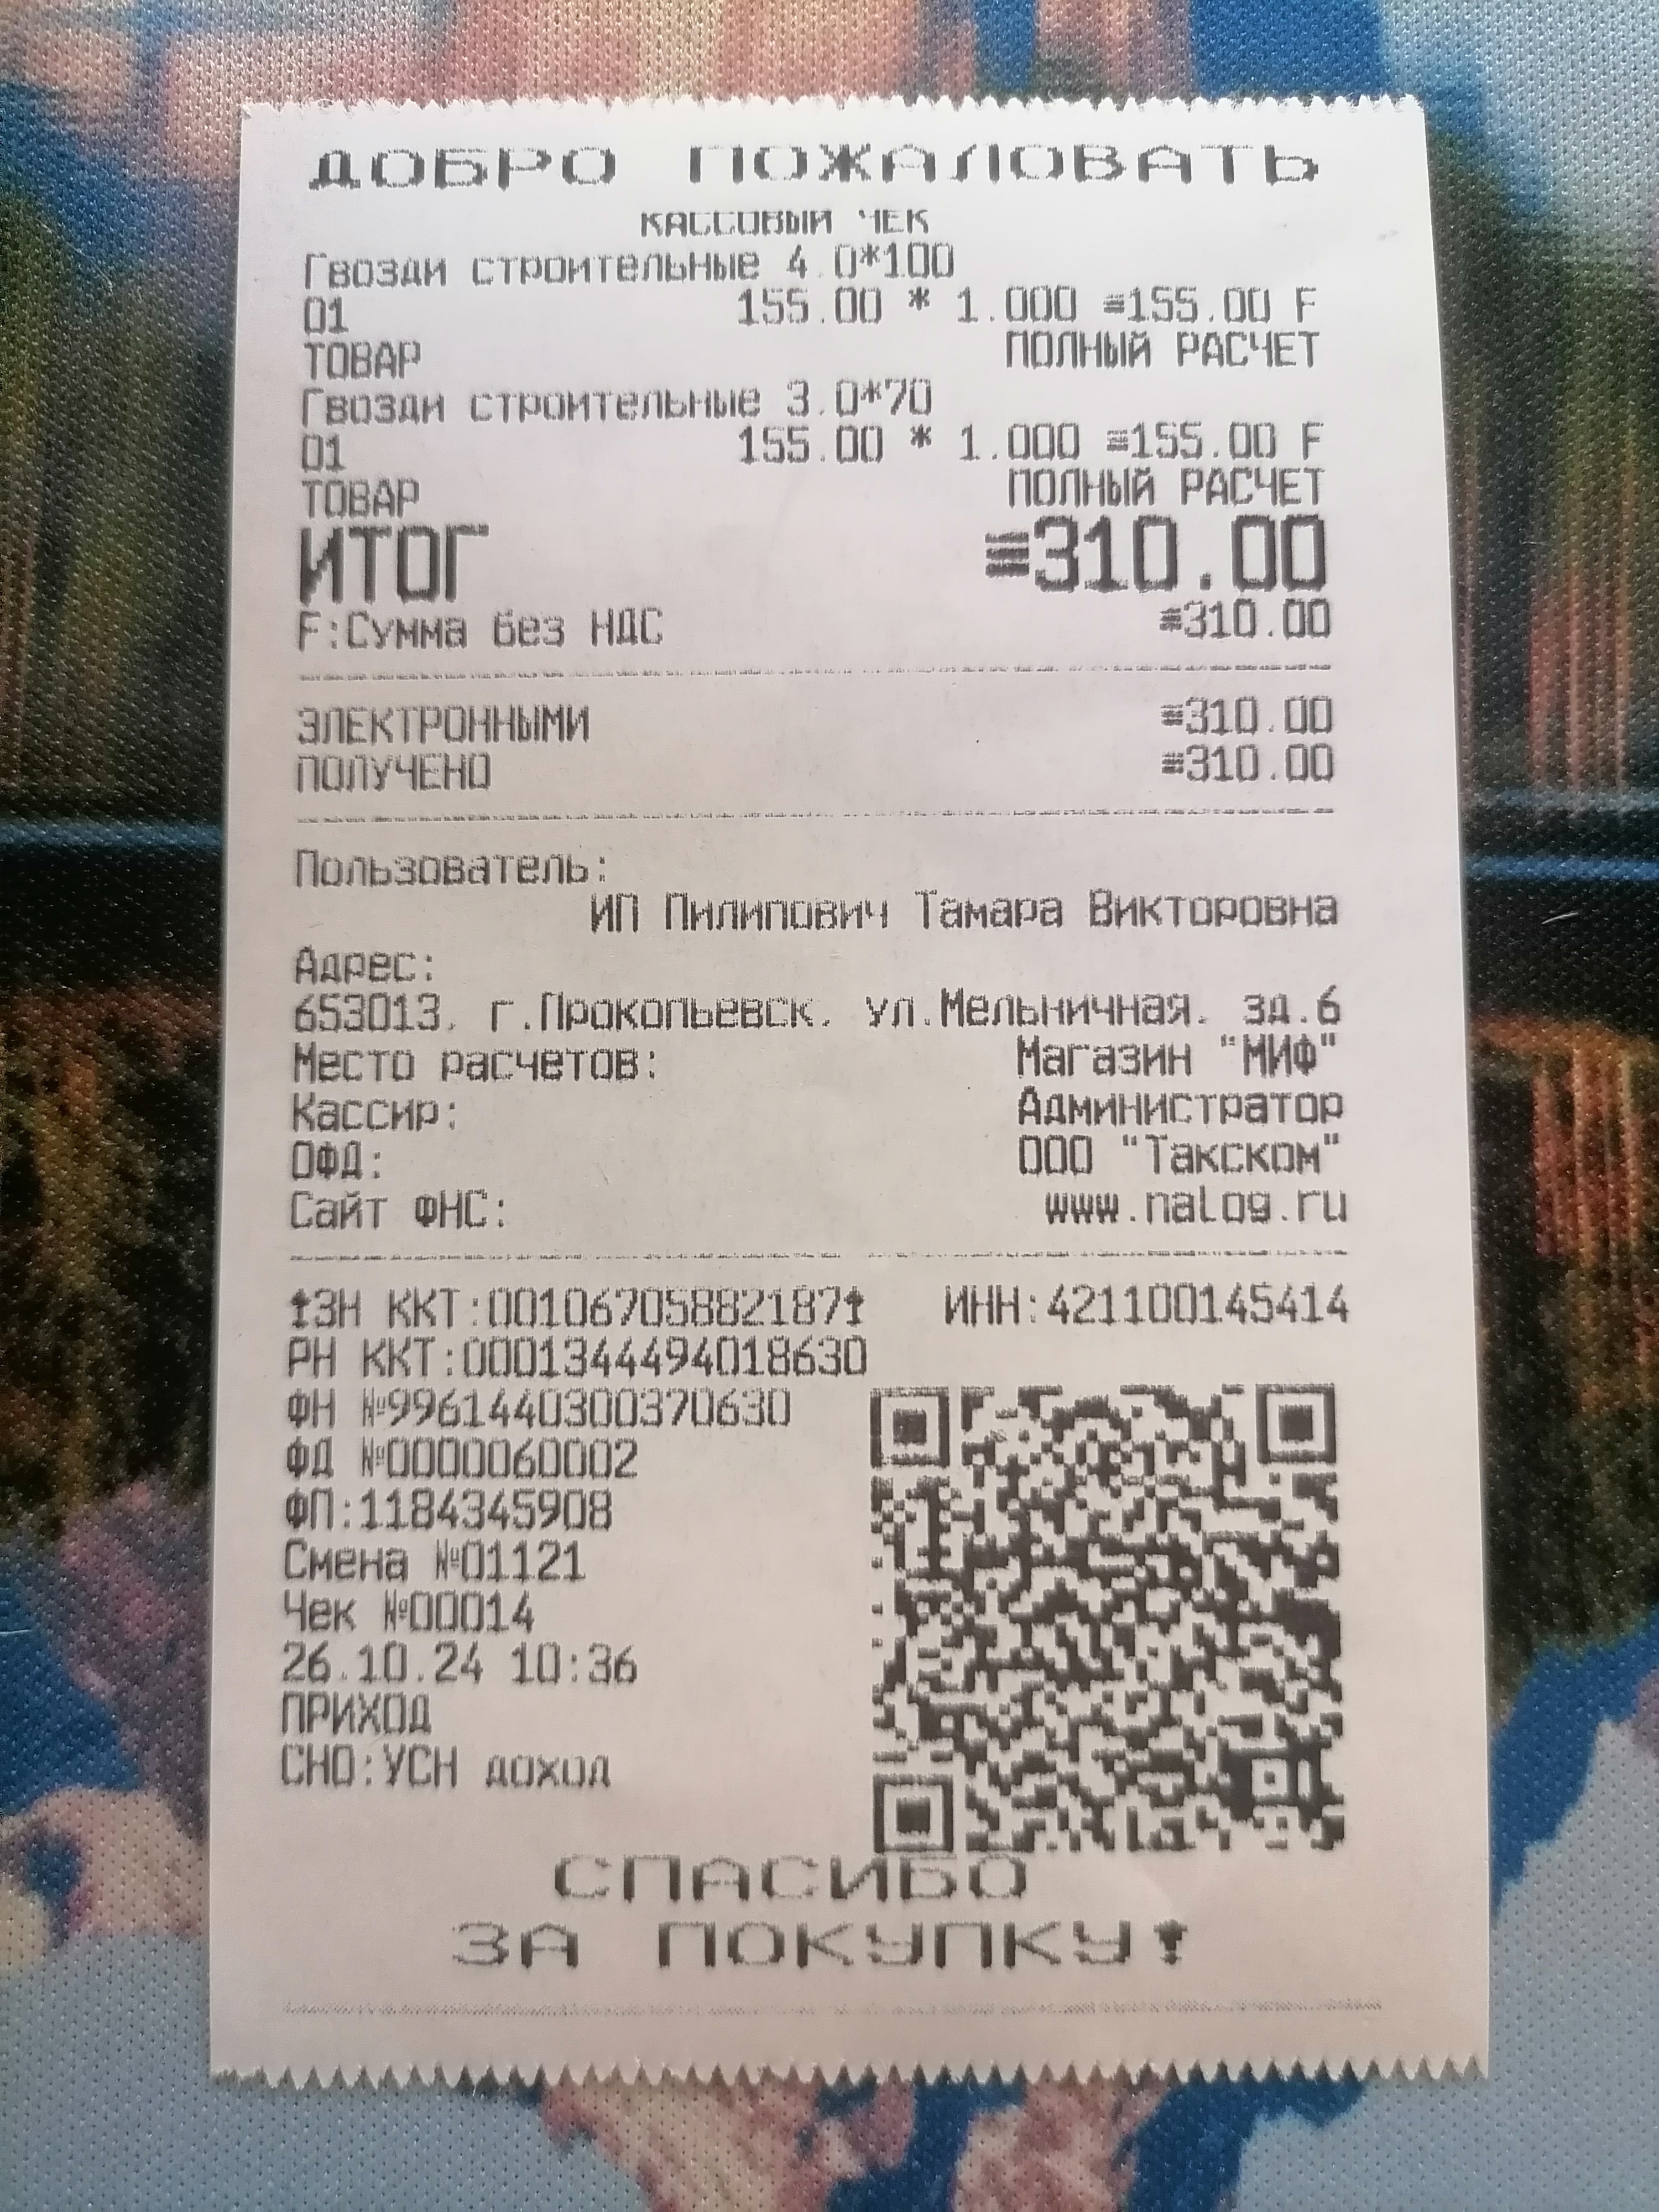 ДОБРО ПОЖАЛОВАТЬ
КАССОВЫЙ ЧЕК
Гвозди строительные 4.0*100
01 155.00 * 1.000 ≡155.00 F
ТОВАР ПОЛНЫЙ РАСЧЕТ
Гвозди строительные 3.0*70
01 155.00 * 1.000 ≡155.00 F
ТОВАР ПОЛНЫЙ РАСЧЕТ
ИТОГ ≡310.00
F:Сумма без НДС ≡310.00
ЭЛЕКТРОННЫМИ ≡310.00
ПОЛУЧЕНО ≡310.00
Пользователь:
ИП Пилипович Тамара Викторовна
Адрес:
653013, г.Прокопьевск, ул.Мельничная, зд.6
Место расчетов: Магазин "МИФ"
Кассир: Администратор
ОФД: ООО "Такском"
Сайт ФНС: www.nalog.ru
ЗН ККТ:00106705882187 ИНН:421100145414
РН ККТ:0001344494018630
ФН №9961440300370630
ФД №0000060002
ФП:1184345908
Смена №01121
Чек №00014
26.10.24 10:36
ПРИХОД
СНО:УСН доход
СПАСИБО
ЗА ПОКУПКУ!